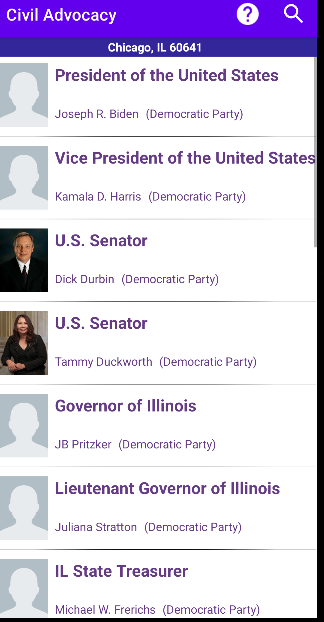 Civil Advocacy
?
Chicago, IL 60641
President of the United States
Joseph R. Biden (Democratic Party)
Vice President of the United States
Kamala D. Harris (Democratic Party)
U.S. Senator
Dick Durbin (Democratic Party)
U.S. Senator
Tammy Duckworth (Democratic Party)
Governor of Illinois
JB Pritzker (Democratic Party)
Lieutenant Governor of Illinois
Juliana Stratton (Democratic Party)
IL State Treasurer
Michael W. Frerichs (Democratic Party)